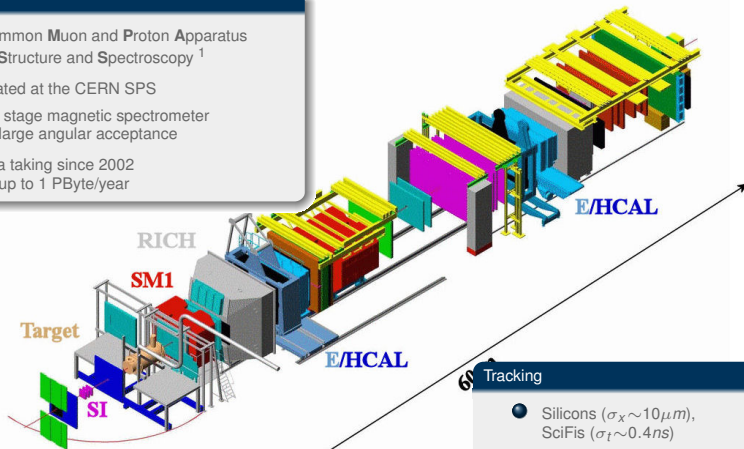 mmon Muon and Proton Apparatus
Structure and Spectroscopy 1
ated at the CERN SPS
stage magnetic spectrometer
large angular acceptance
a taking since 2002
up to 1 PByte/year
E/HCAL
RICH
SM1
Target
E/HCAL
SI
Tracking
Silicons (σx∼10μm),
SciFis (σt∼0.4ns)